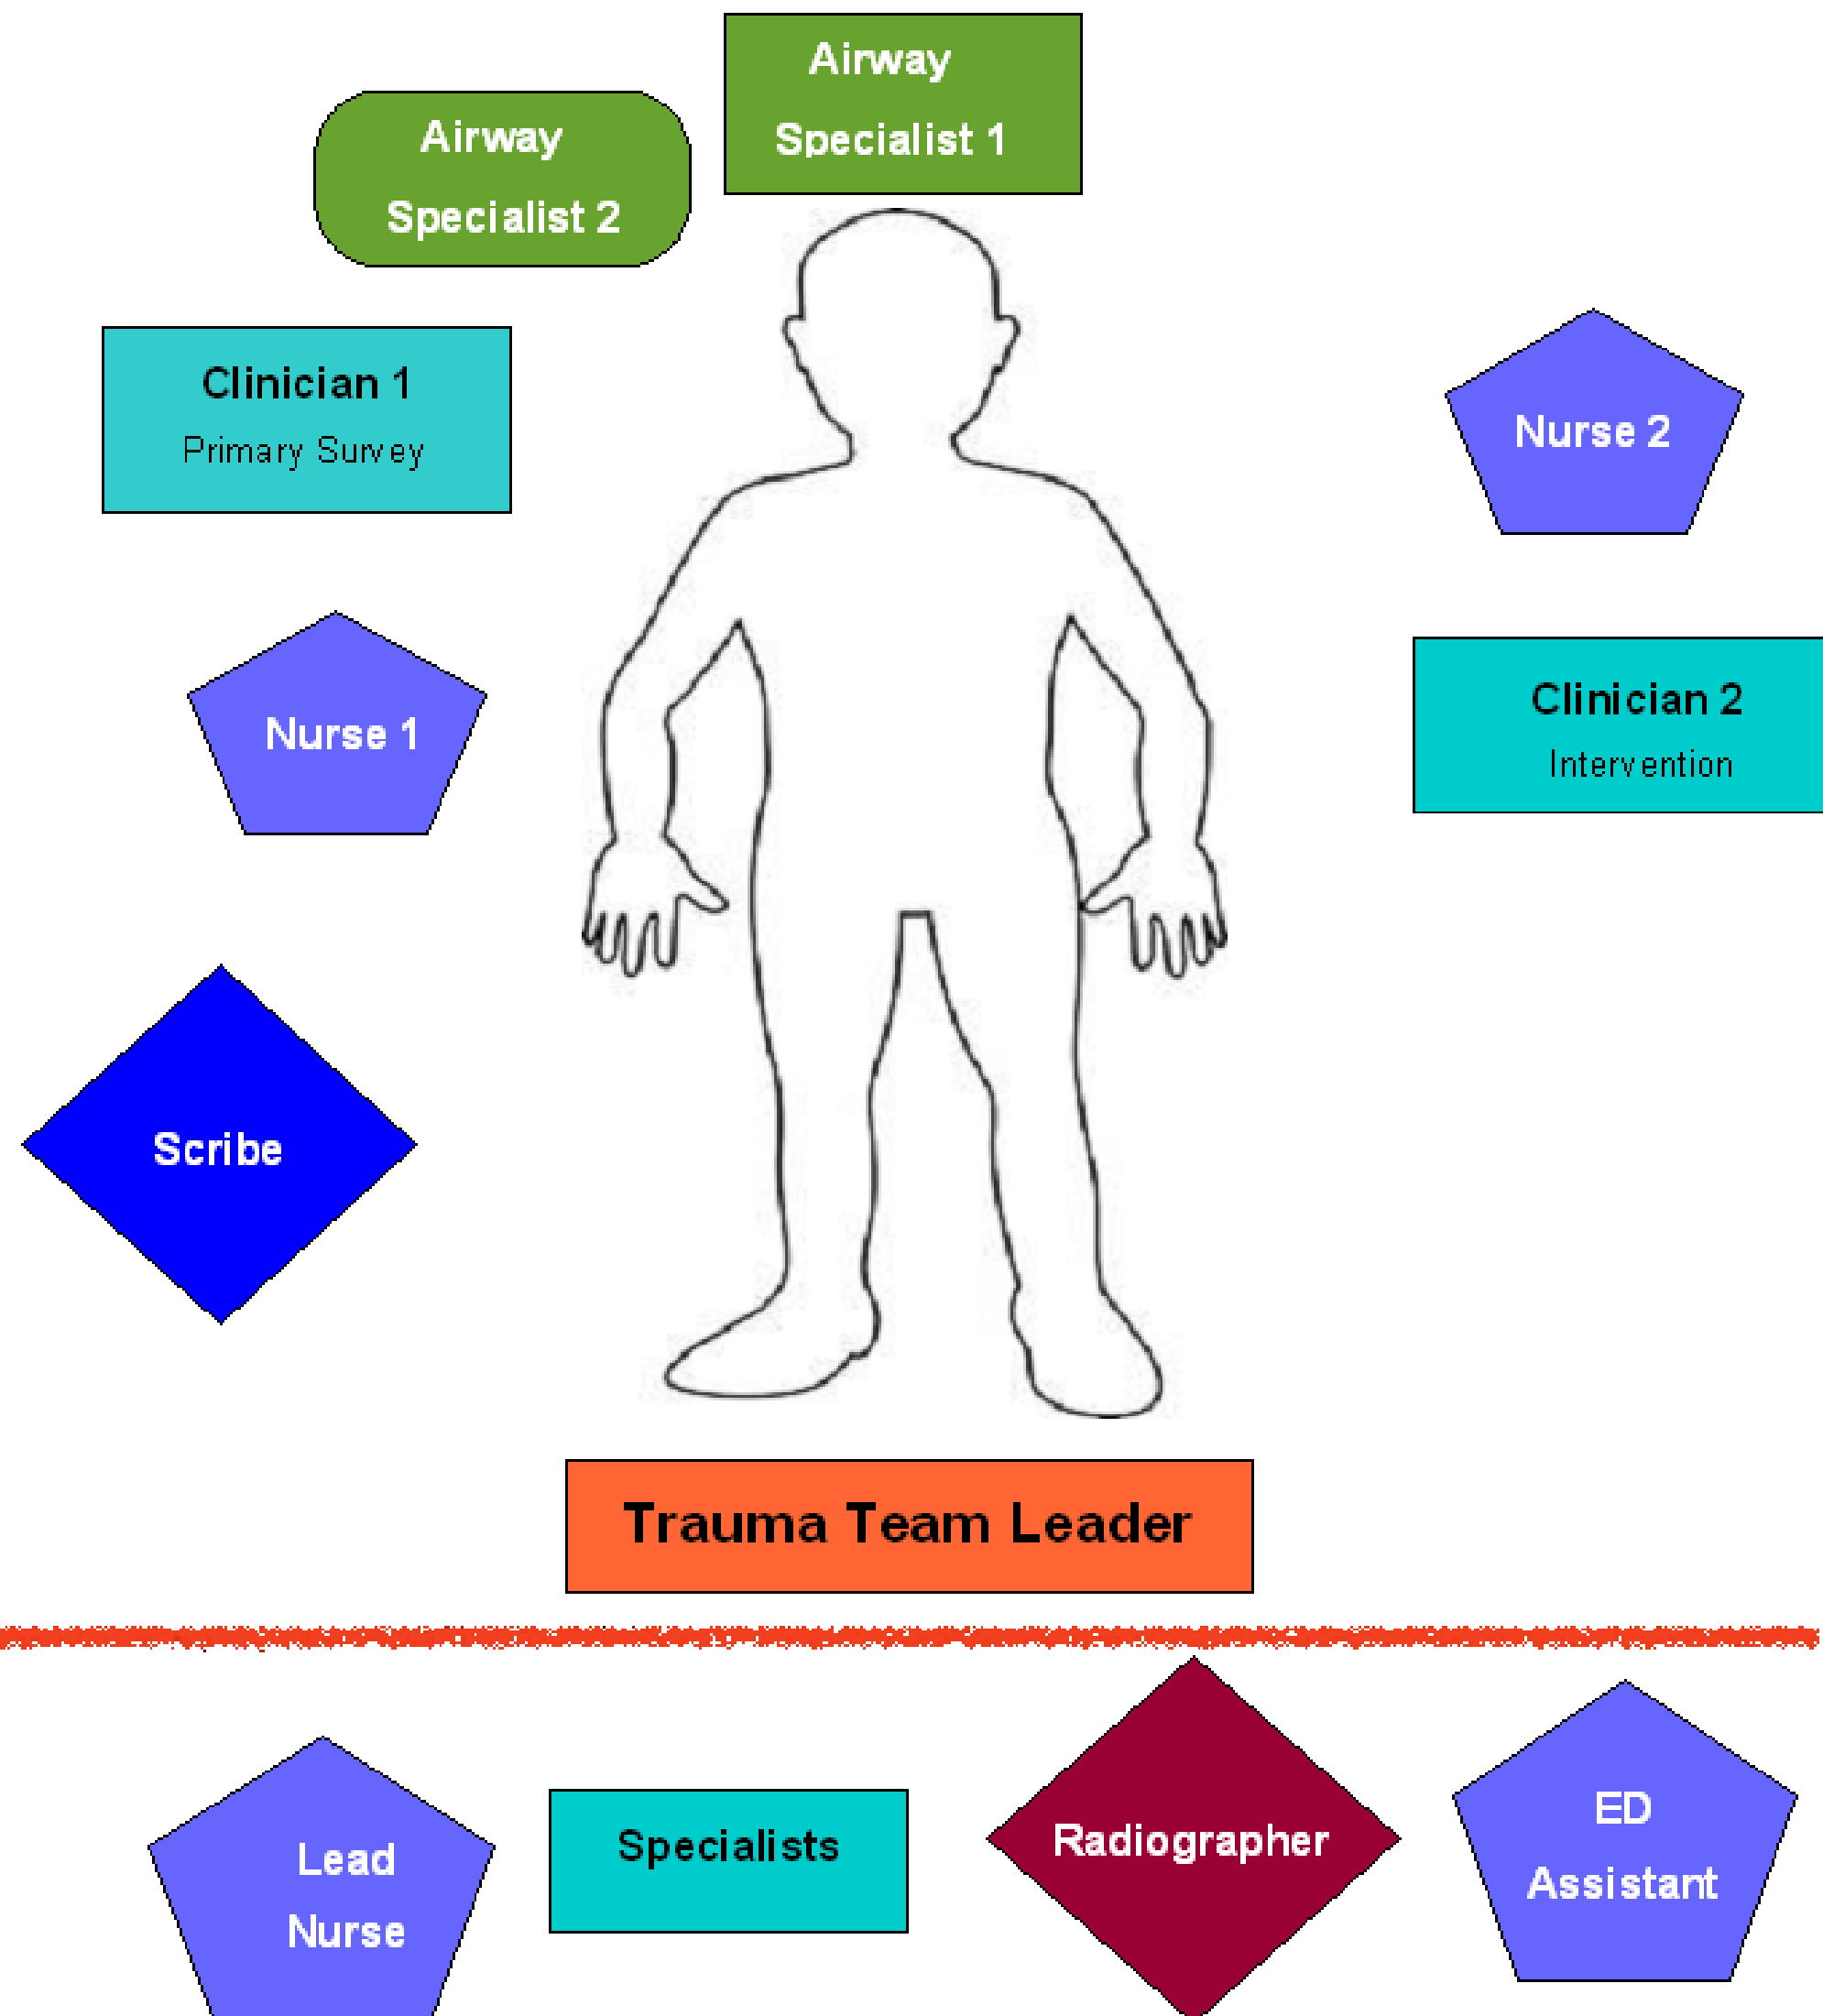 Airway
Specialist 1
Airway
Specialist 2
Clinician 1
Primary Survey
Nurse 2
Nurse 1
Clinician 2
Intervention
Scribe
Trauma Team Leader
Lead
Nurse
Specialists
Radiographer
ED
Assistant